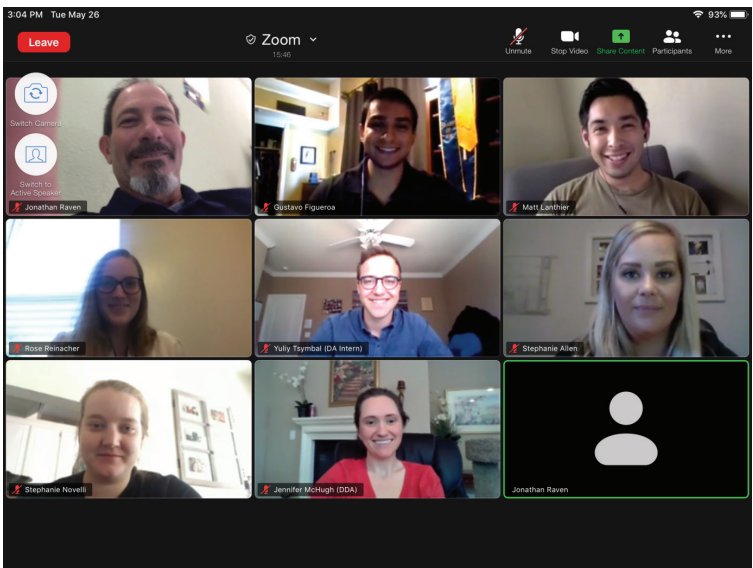 3:04 PM Tue May 26
93%
Leave
Zoom
15:46
Unmute
Stop Video
Share Content
Participants
More
Switch Camera
Switch to
Active Speaker
Jonathan Raven
Gustavo Figueroa
Matt Lanthier
Rose Reinacher
Yuliy Tsymbal (DA Intern)
Stephanie Allen
Stephanie Novelli
Jennifer McHugh (DDA)
Jonathan Raven